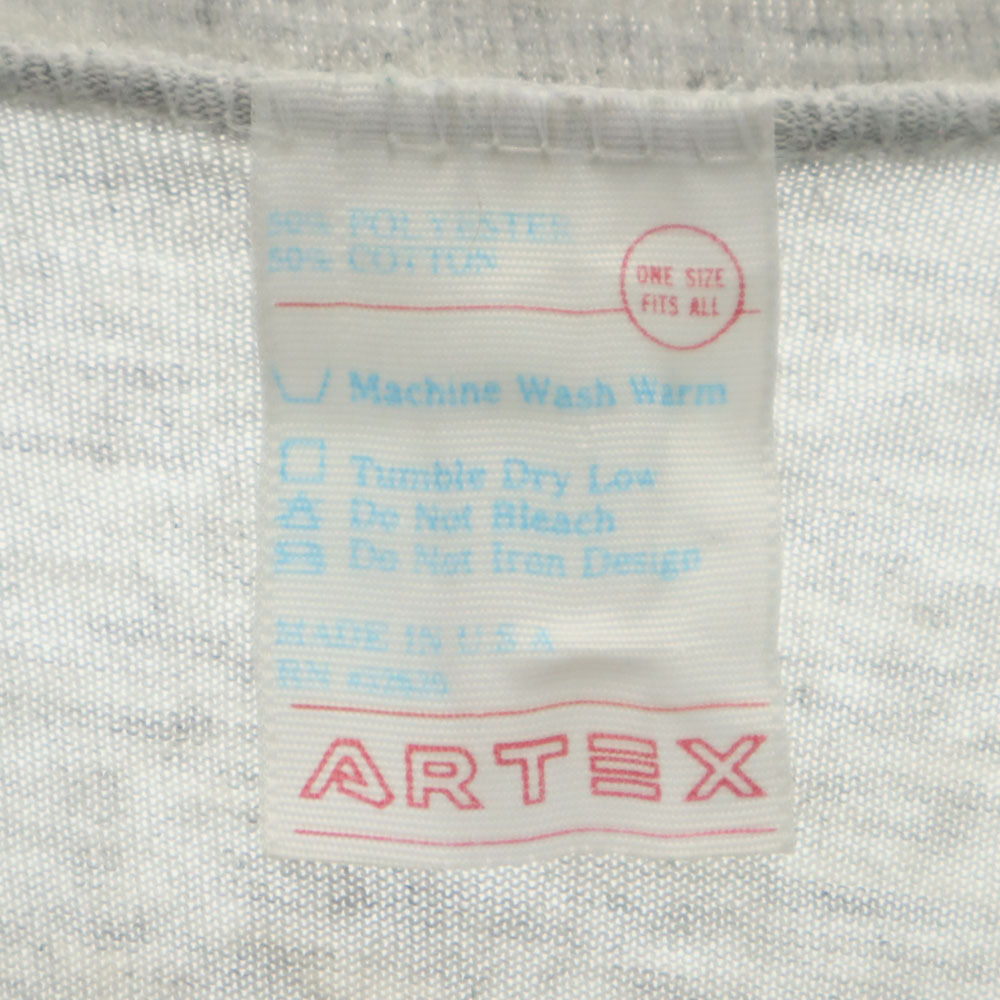 50% POLYESTER
50% COTTON
ONE SIZE
FITS ALL
Machine Wash Warm
Tumble Dry Low
Do Not Bleach
Do Not Iron Design
MADE IN U.S.A
RN
ARTEX